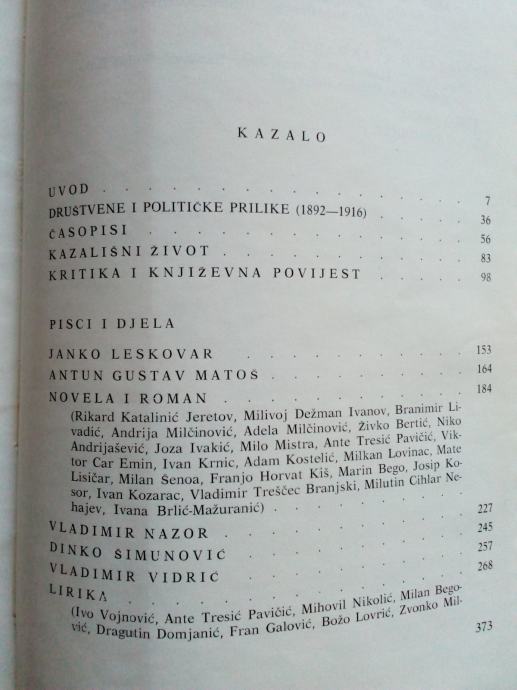 KAZALO
UVOD . . . . . . . . . . . . . . . 7
DRUŠTVENE I POLITIČKE PRILIKE (1892—1916) . . . . 36
ČASOPISI . . . . . . . . . . . . . 56
KAZALIŠNI ŽIVOT . . . . . . . . . . 83
KRITIKA I KNJIŽEVNA POVIJEST . . . . 98
PISCI I DJELA
JANKO LESKOVAR . . . . . . . . . . 153
ANTUN GUSTAV MATOŠ . . . . . . . . 164
NOVELA I ROMAN . . . . . . . . . . 184
(Rikard Katalinić Jeretov, Milivoj Dežman Ivanov, Branimir Li-
vadić, Andrija Milčinović, Adela Milčinović, Živko Bertić, Niko
Andrijašević, Joza Ivakić, Milo Mistra, Ante Tresić Pavičić, Vik-
tor Car Emin, Ivan Krnic, Adam Kostelić, Milkan Lovinac, Mate
Lisičar, Milan Šenoa, Franjo Horvat Kiš, Marin Bego, Josip Ko-
sor, Ivan Kozarac, Vladimir Treščec Branjski, Milutin Cihlar Ne-
hajev, Ivana Brlić-Mažuranić) . . . . . . . .
VLADIMIR NAZOR . . . . . . . . . . 227
DINKO ŠIMUNOVIĆ . . . . . . . . . . 245
VLADIMIR VIDRIĆ . . . . . . . . . . 257
LIRIKA . . . . . . . . . . . . . . 268
(Ivo Vojnović, Ante Tresić Pavičić, Mihovil Nikolić, Milan Bego-
vić, Dragutin Domjanić, Fran Galović, Božo Lovrić, Zvonko Mil-
373